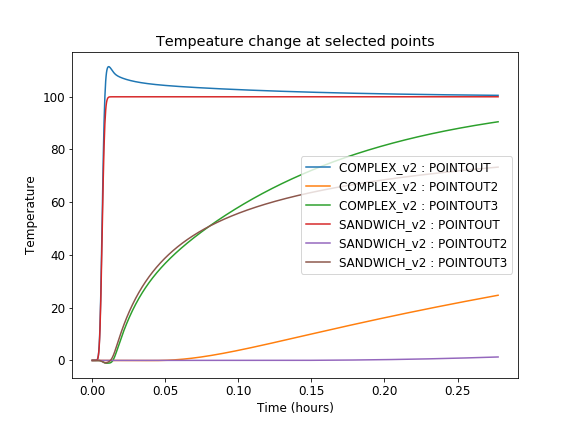 Tempeature change at selected points
Temperature
100
80
60
40
20
0
COMPLEX_v2 : POINTOUT
COMPLEX_v2 : POINTOUT2
COMPLEX_v2 : POINTOUT3
SANDWICH_v2 : POINTOUT
SANDWICH_v2 : POINTOUT2
SANDWICH_v2 : POINTOUT3
0.00 0.05 0.10 0.15 0.20 0.25
Time (hours)